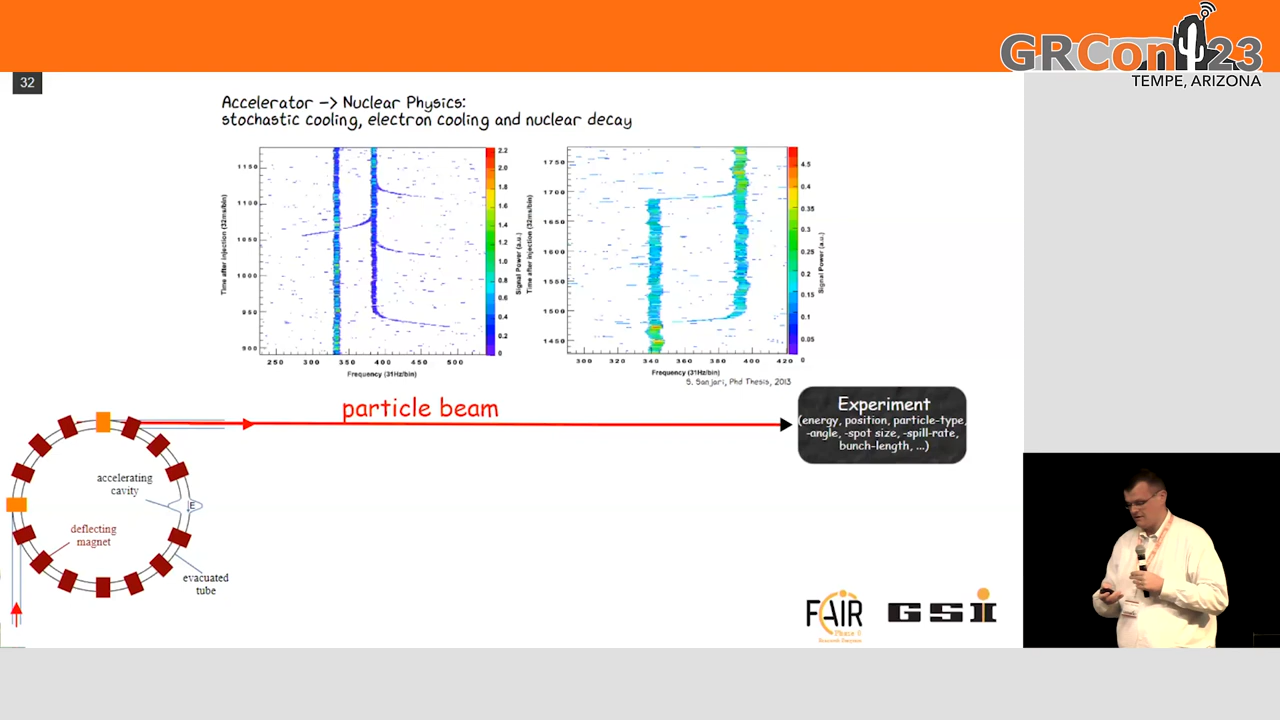 GRCon 23
TEMPE, ARIZONA
32
Accelerator -> Nuclear Physics:
stochastic cooling, electron cooling and nuclear decay
Time after injection (32ms/bin)
1150
1100
1050
1000
950
900
250 300 350 400 450 500
Frequency (31Hz/bin)
2.2
2.0
1.8
1.6
1.4
1.2
1.0
0.8
0.6
0.4
0.2
0
Signal Power (a.u.)
Time after injection (32ms/bin)
1750
1700
1650
1600
1550
1500
1450
300 320 340 360 380 400 420
Frequency (31Hz/bin)
4.5
0.4
0.35
0.3
0.25
0.2
0.15
0.1
0.05
0
Signal Power (a.u.)
S. Sanjari, Phd Thesis, 2013
particle beam
Experiment
(energy, position, particle-type,
-angle, -spot size, -spill-rate,
bunch-length, ...)
accelerating
cavity
E
deflecting
magnet
evacuated
tube
FAIR
GSI